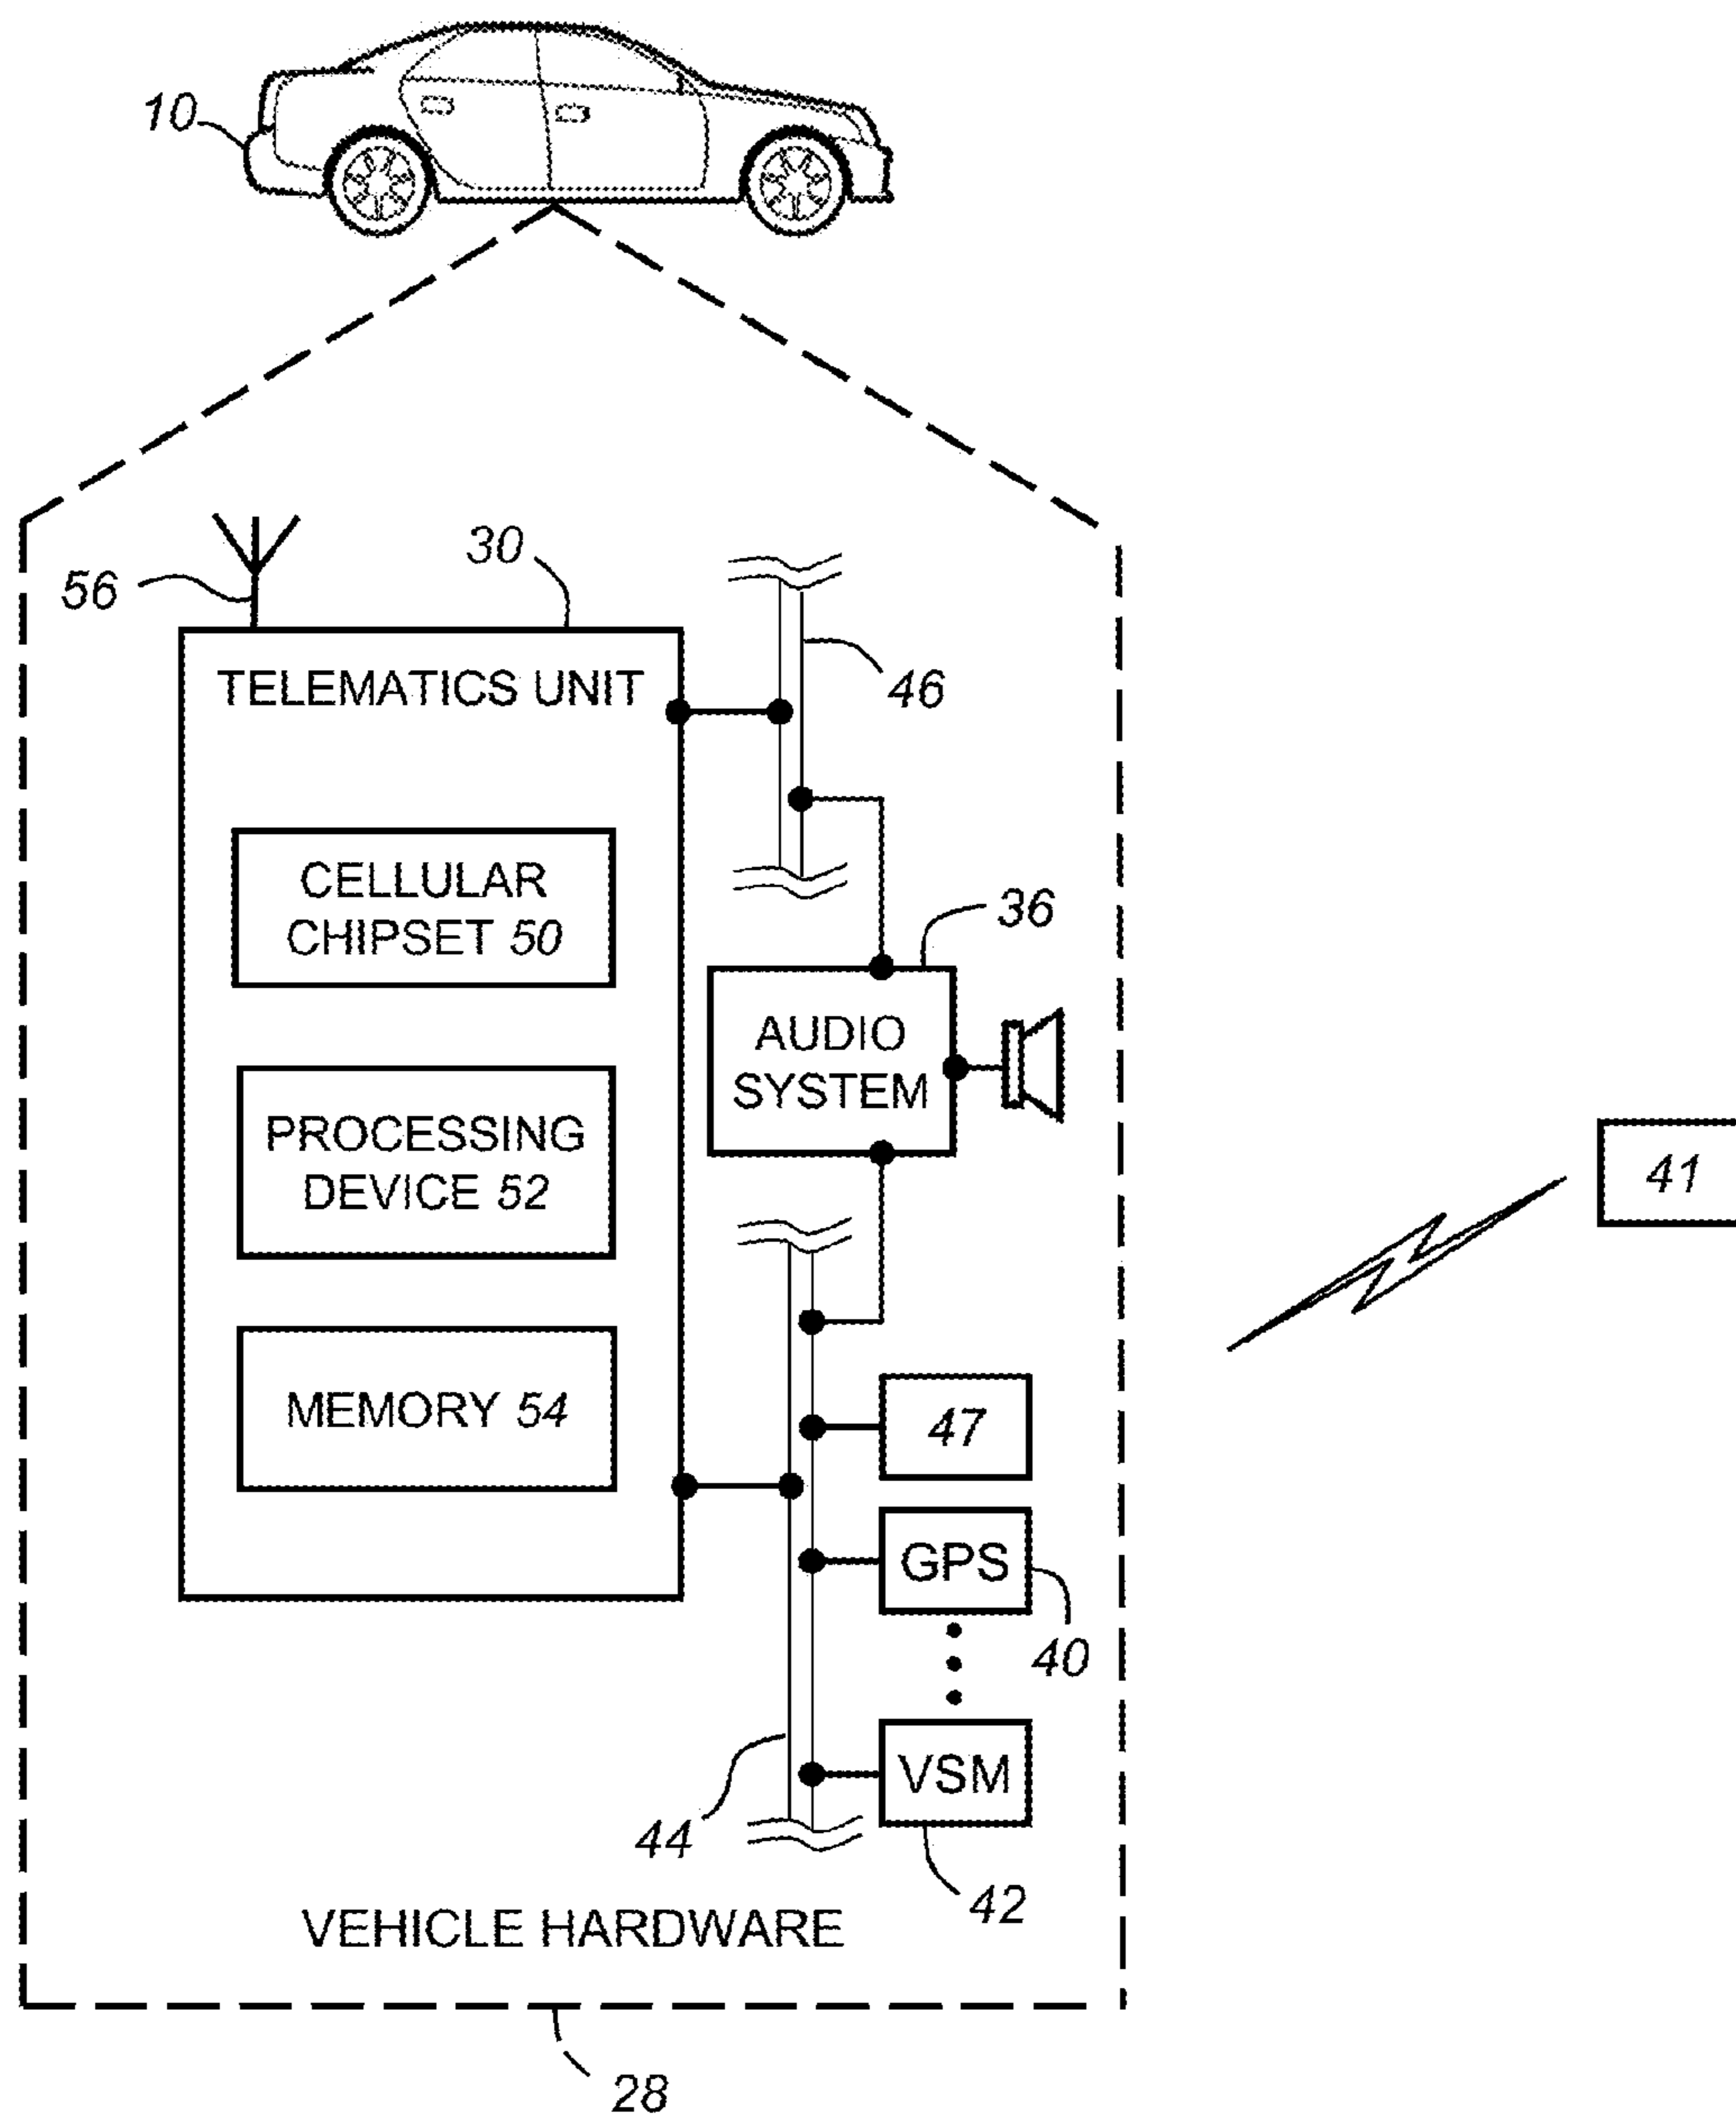 10
30
56
TELEMATICS UNIT
46
CELLULAR
CHIPSET 50
36
AUDIO
SYSTEM
PROCESSING
DEVICE 52
41
MEMORY 54
47
GPS
40
VSM
44
42
VEHICLE HARDWARE
28